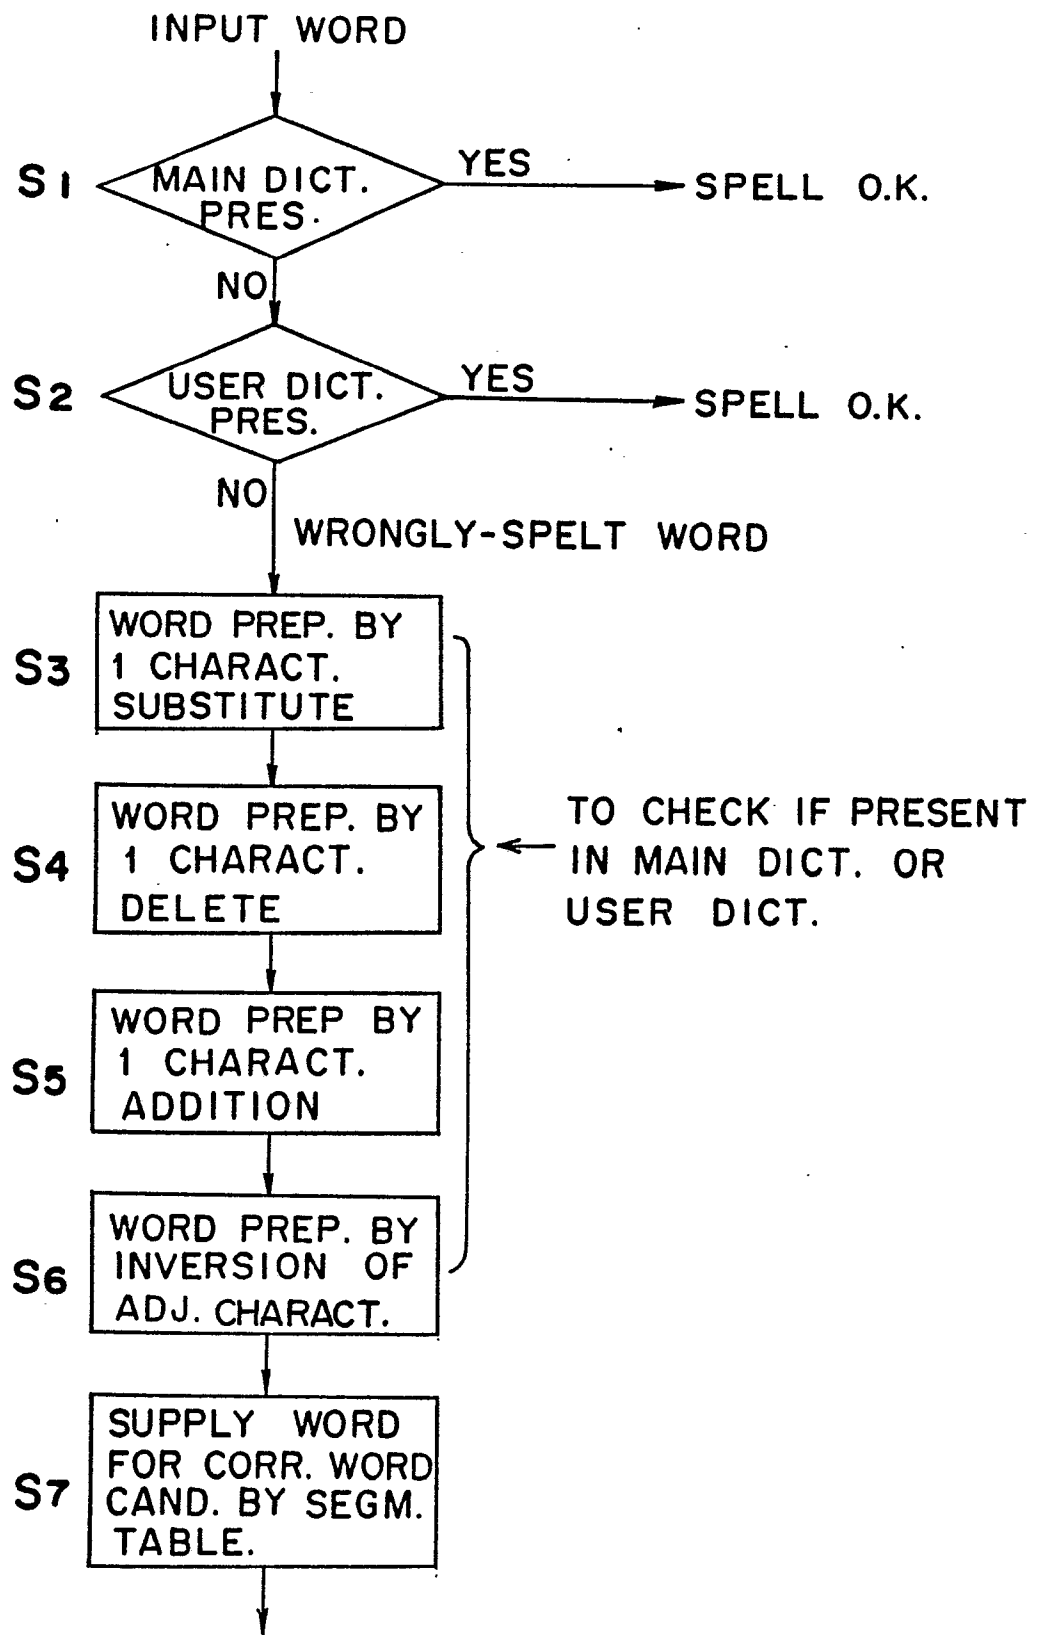 INPUT WORD
S1
MAIN DICT.
PRES.
YES
SPELL O.K.
NO
S2
USER DICT.
PRES.
YES
SPELL O.K.
NO
WRONGLY-SPELT WORD
S3
WORD PREP. BY
1 CHARACT.
SUBSTITUTE
S4
WORD PREP. BY
1 CHARACT.
DELETE
TO CHECK IF PRESENT
IN MAIN DICT. OR
USER DICT.
S5
WORD PREP BY
1 CHARACT.
ADDITION
S6
WORD PREP. BY
INVERSION OF
ADJ. CHARACT.
S7
SUPPLY WORD
FOR CORR. WORD
CAND. BY SEGM.
TABLE.